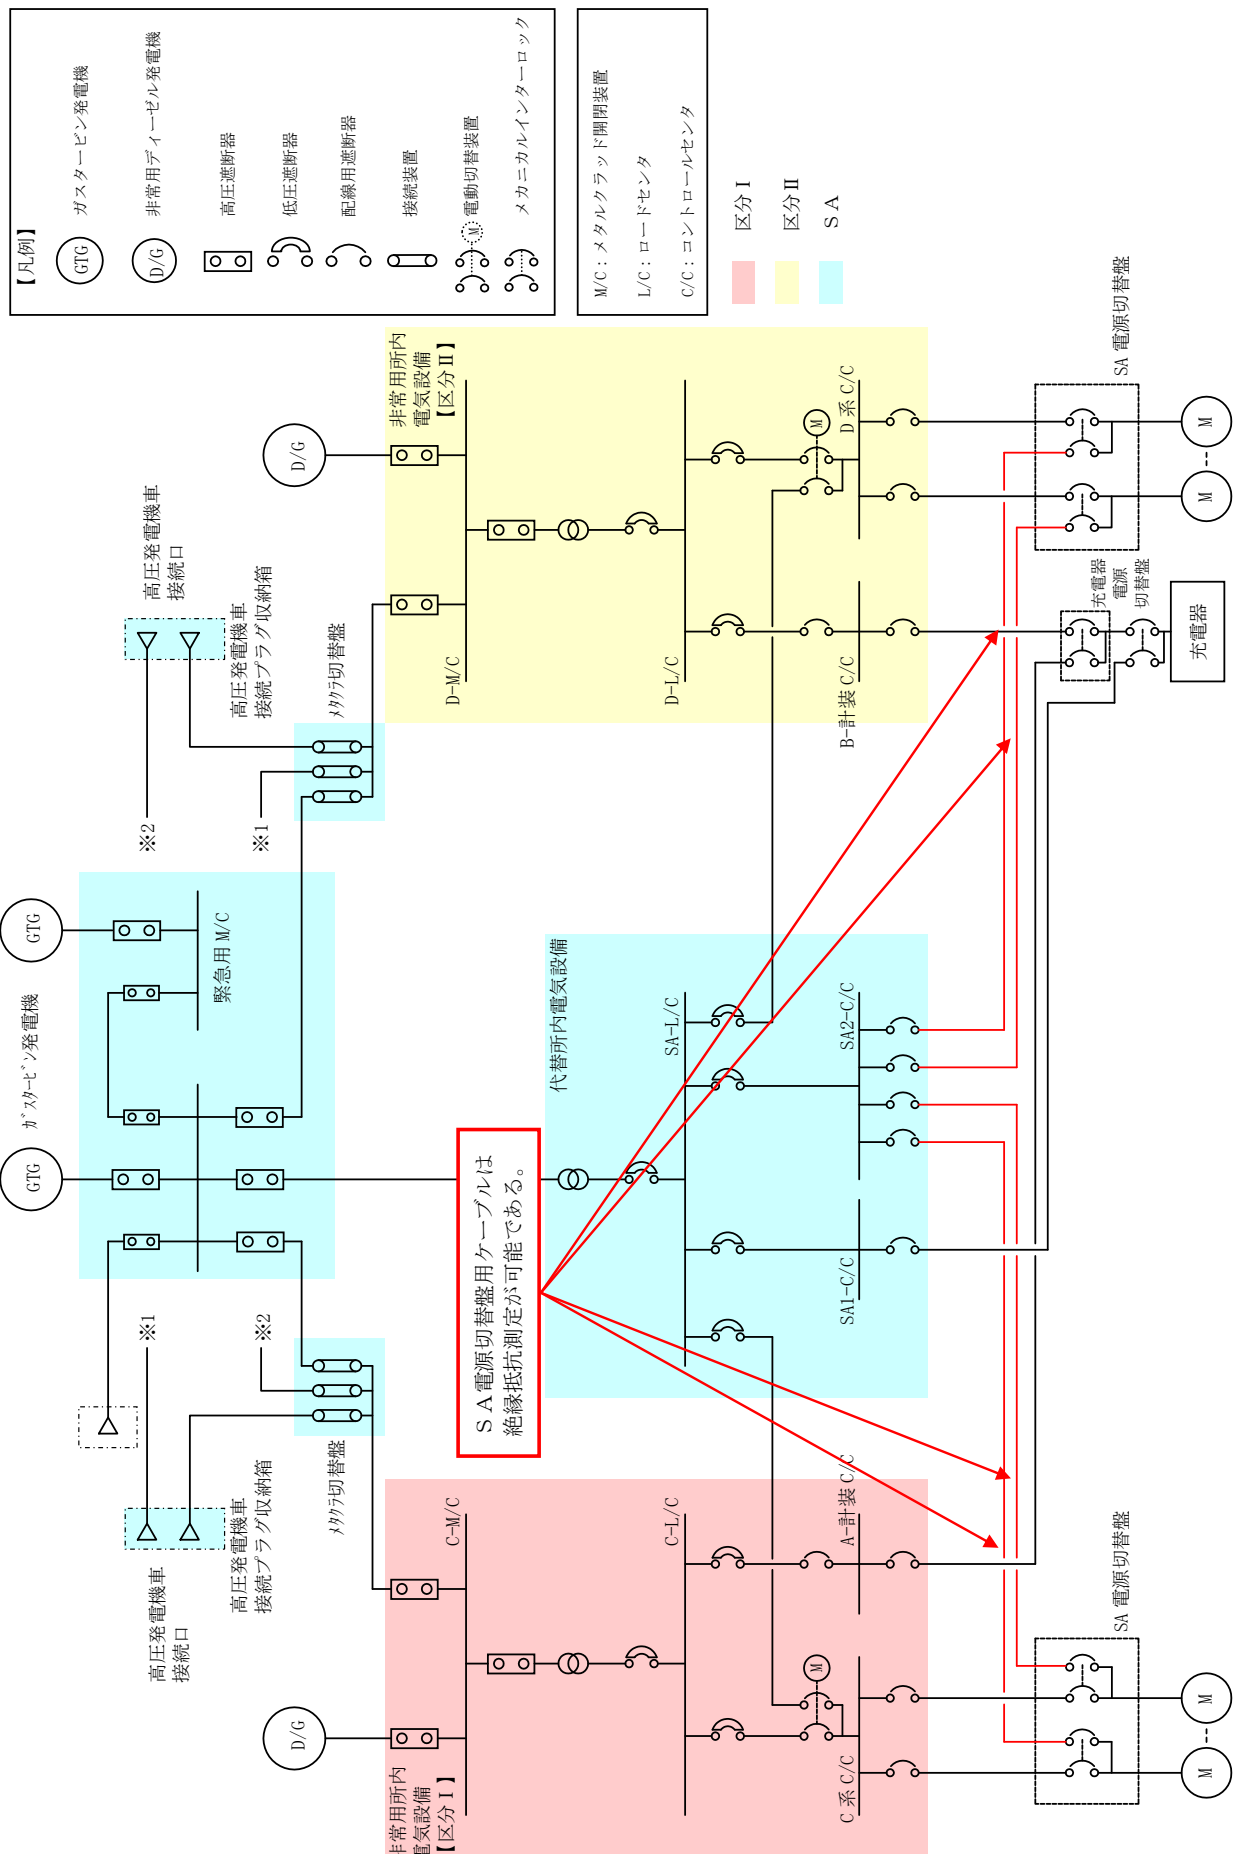 【凡例】
GTG
ガスタービン発電機
D/G
非常用ディーゼル発電機
高圧遮断器
低圧遮断器
配線用遮断器
接続装置
M
電動切替装置
メカニカルインターロック
M/C：メタルクラッド開閉装置
L/C：ロードセンタ
C/C：コントロールセンタ
区分Ⅰ
区分Ⅱ
ＳＡ
GTG
ｶﾞｽﾀｰﾋﾞﾝ発電機
GTG
緊急用 M/C
※1
※2
高圧発電機車
接続口
高圧発電機車
接続プラグ収納箱
ﾒﾀｸﾗ切替盤
※2
※1
高圧発電機車
接続口
高圧発電機車
接続プラグ収納箱
ﾒﾀｸﾗ切替盤
D/G
非常用所内
電気設備
【区分Ⅰ】
C-M/C
C-L/C
M
C 系 C/C
A-計装 C/C
代替所内電気設備
SA-L/C
SA1-C/C
SA2-C/C
D/G
非常用所内
電気設備
【区分Ⅱ】
D-M/C
D-L/C
M
D 系 C/C
B-計装 C/C
ＳＡ電源切替盤用ケーブルは
絶縁抵抗測定が可能である。
SA 電源切替盤
M
M
SA 電源切替盤
M
M
充電器
電源
切替盤
充電器